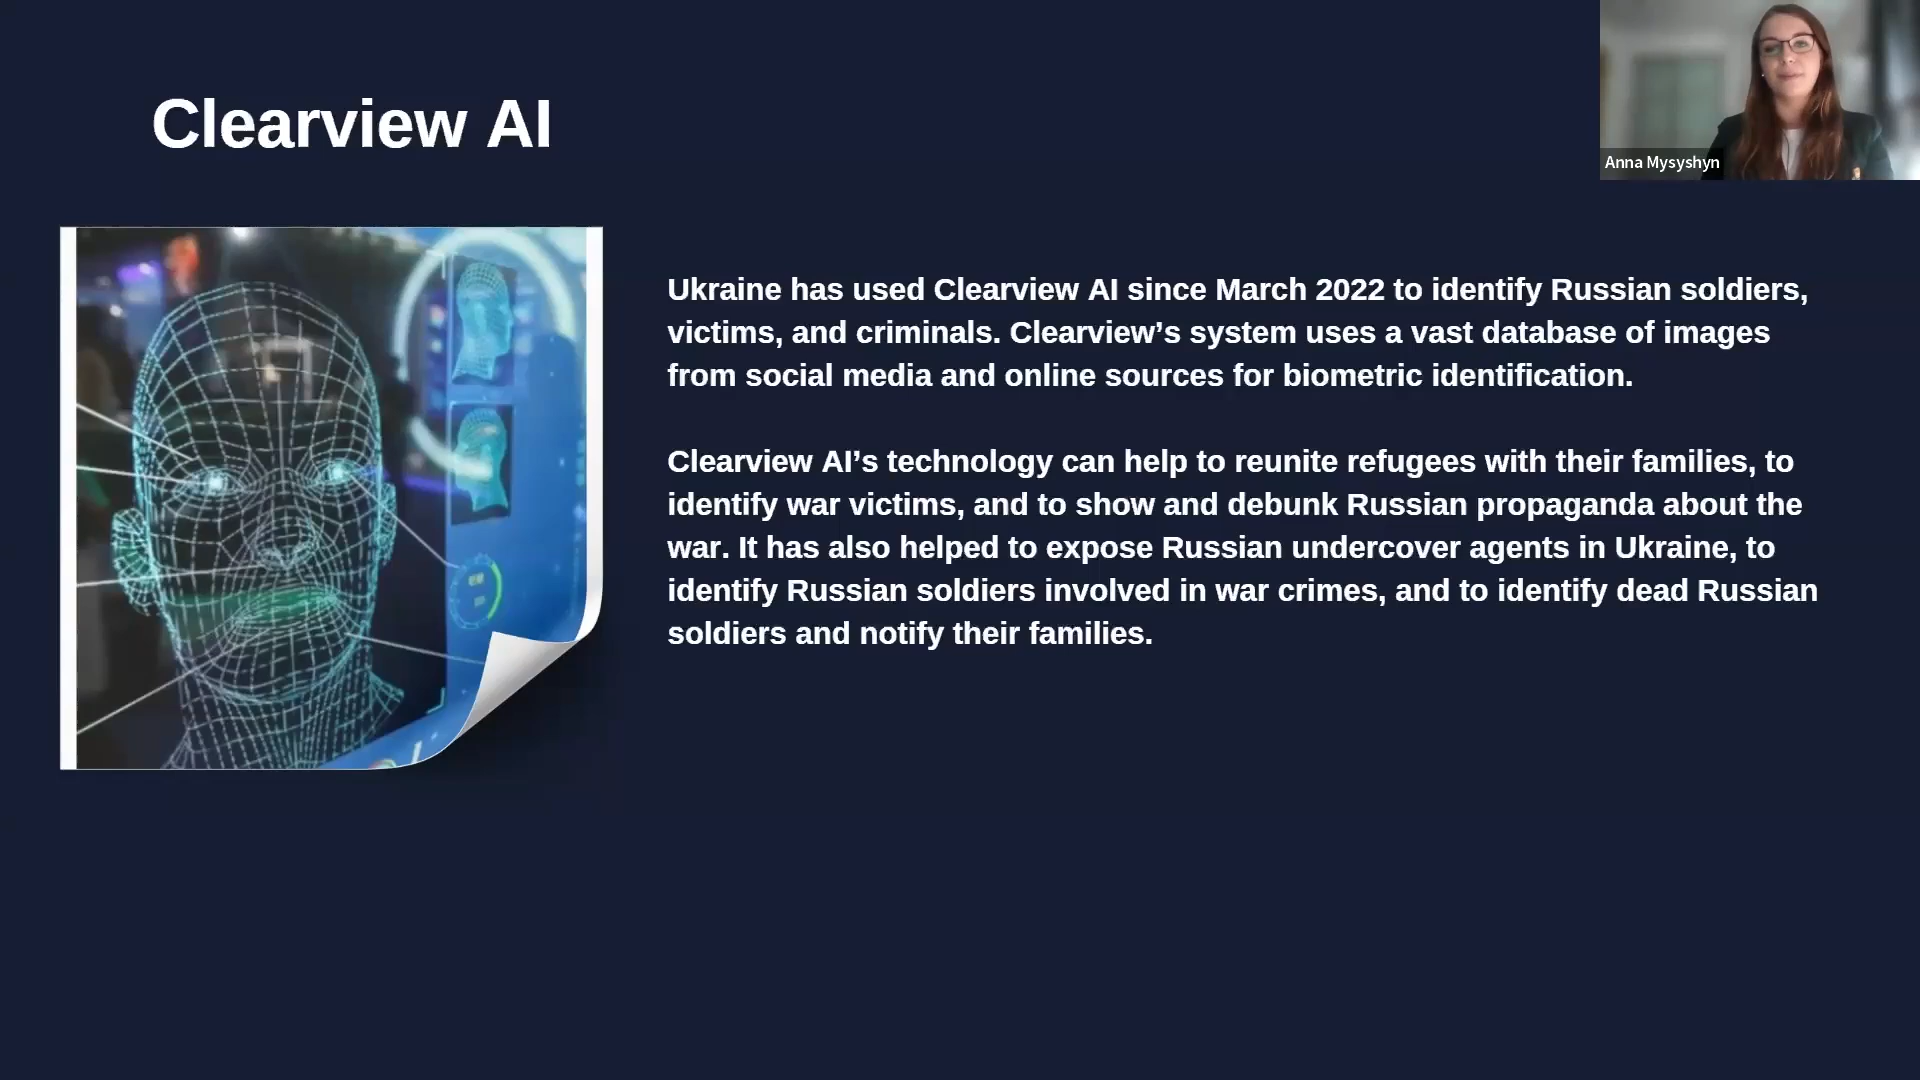 Clearview AI
Anna Mysyshyn
Ukraine has used Clearview AI since March 2022 to identify Russian soldiers,
victims, and criminals. Clearview’s system uses a vast database of images
from social media and online sources for biometric identification.
Clearview AI’s technology can help to reunite refugees with their families, to
identify war victims, and to show and debunk Russian propaganda about the
war. It has also helped to expose Russian undercover agents in Ukraine, to
identify Russian soldiers involved in war crimes, and to identify dead Russian
soldiers and notify their families.